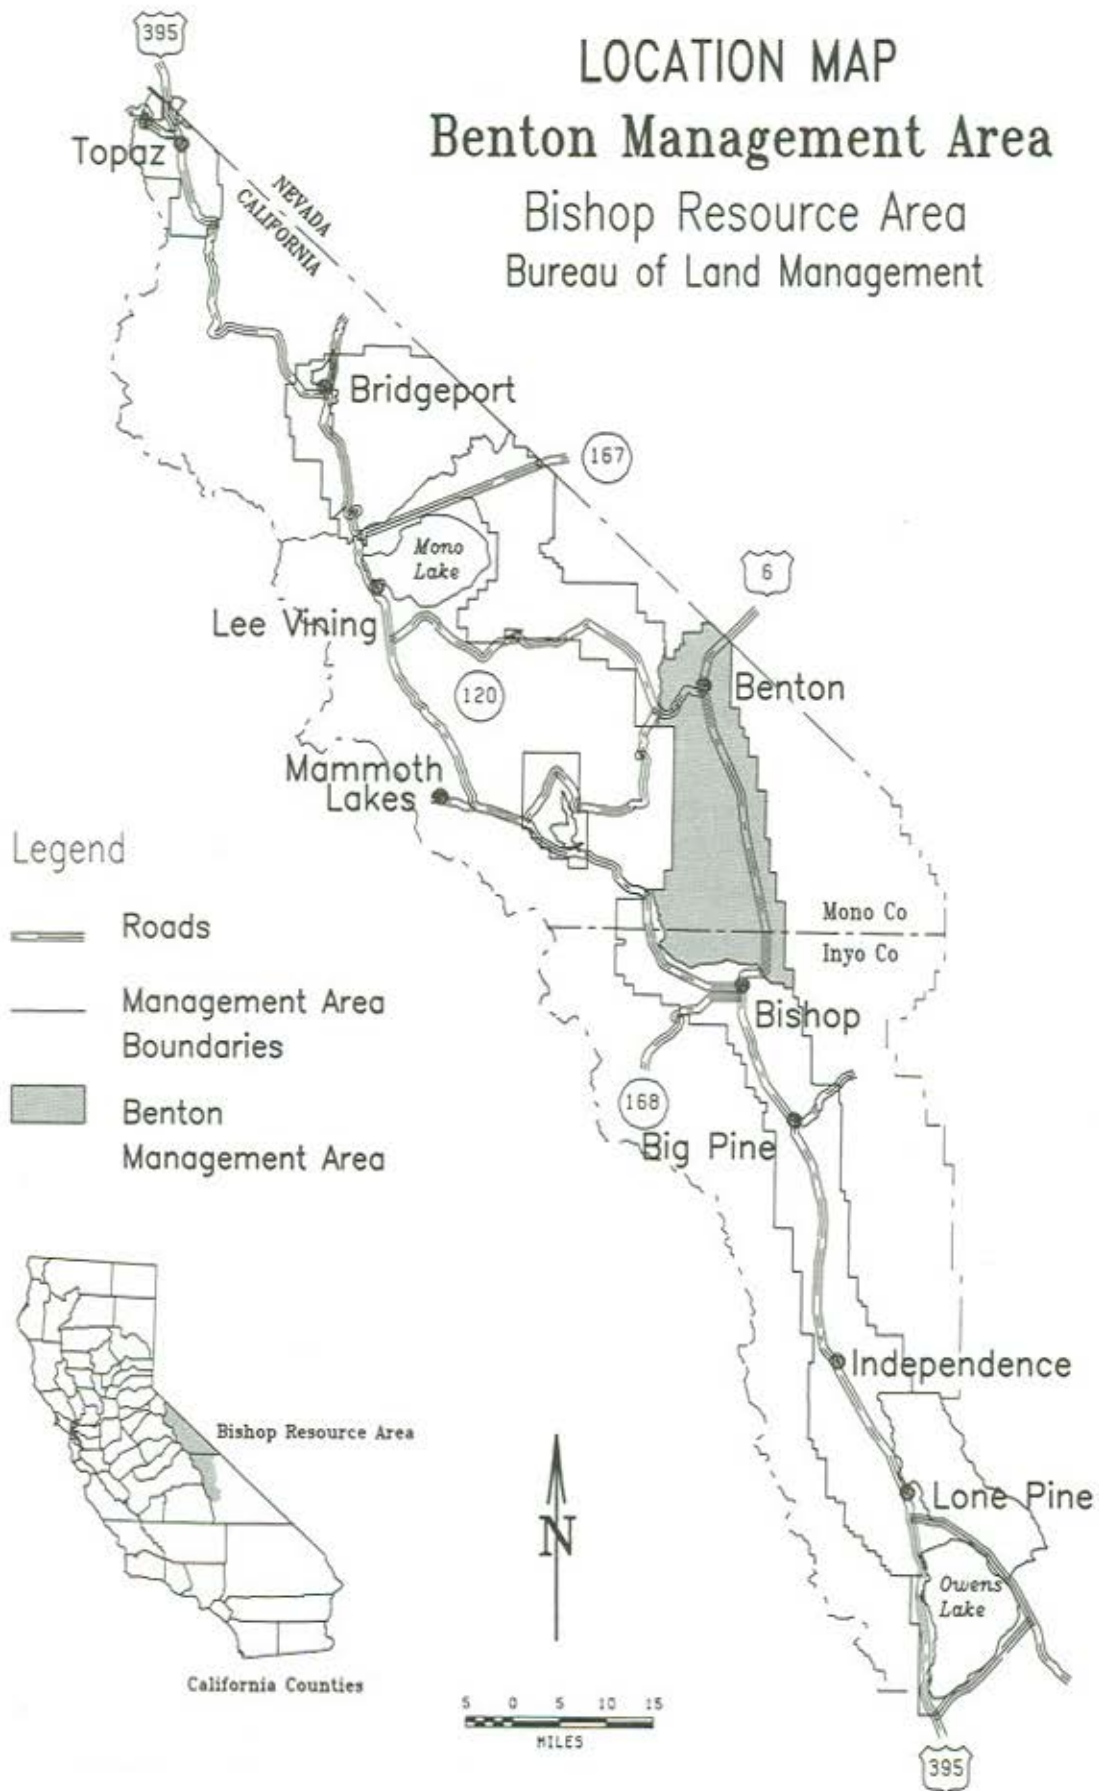 395
LOCATION MAP
Benton Management Area
Bishop Resource Area
Bureau of Land Management
Topaz
NEVADA
CALIFORNIA
Bridgeport
167
Mono
Lake
6
Lee Vining
120
Benton
Mammoth
Lakes
Legend
Roads
Management Area
Boundaries
Benton
Management Area
Mono Co
Inyo Co
Bishop
168
Big Pine
Independence
Bishop Resource Area
Lone Pine
N
Owens
Lake
California Counties
5 0 5 10 15
MILES
395